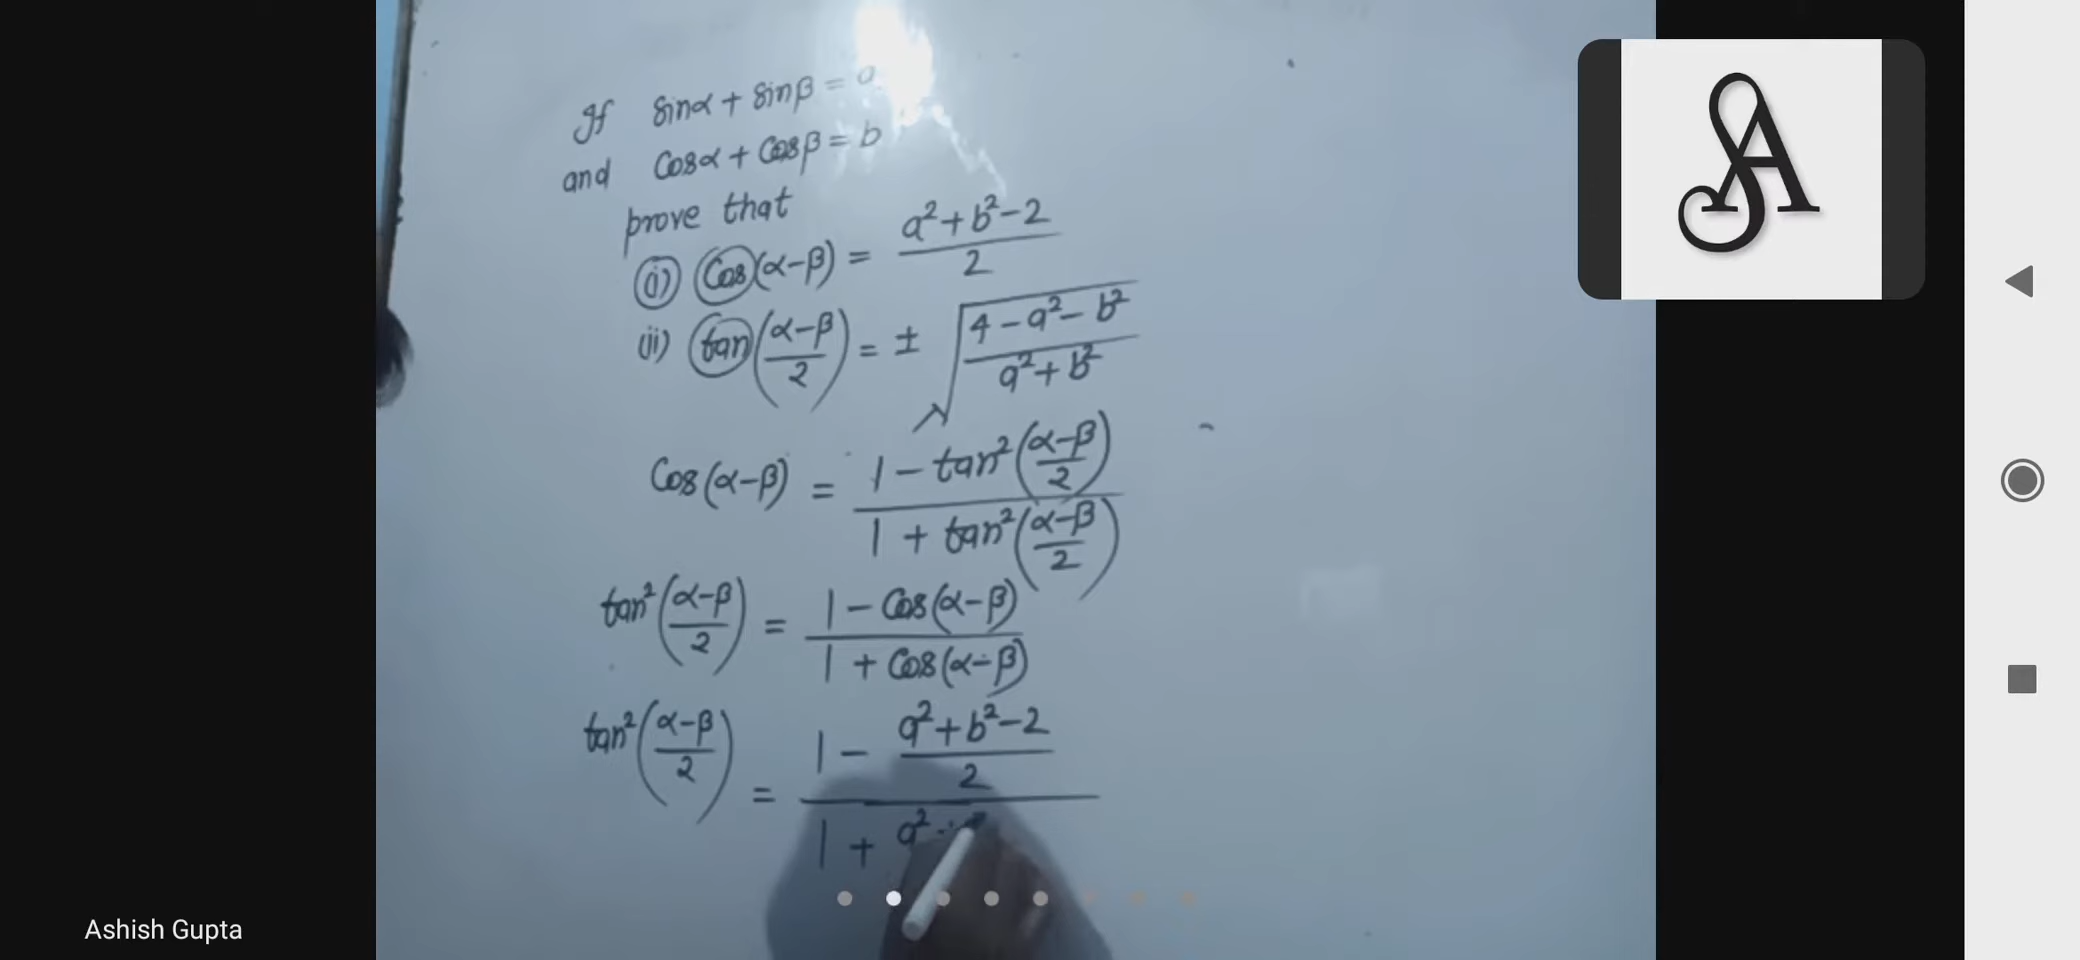 If sinα + sinβ = a
and cosα + cosβ = b
prove that
(i) cos(α-β) = (a²+b²-2)/2
(ii) tan((α-β)/2) = ± √((4-a²-b²)/(a²+b²))
cos(α-β) = (1 - tan²((α-β)/2))/(1 + tan²((α-β)/2))
tan²((α-β)/2) = (1 - cos(α-β))/(1 + cos(α-β))
tan²((α-β)/2) = (1 - (a²+b²-2)/2)/(1 + a²
SA
Ashish Gupta